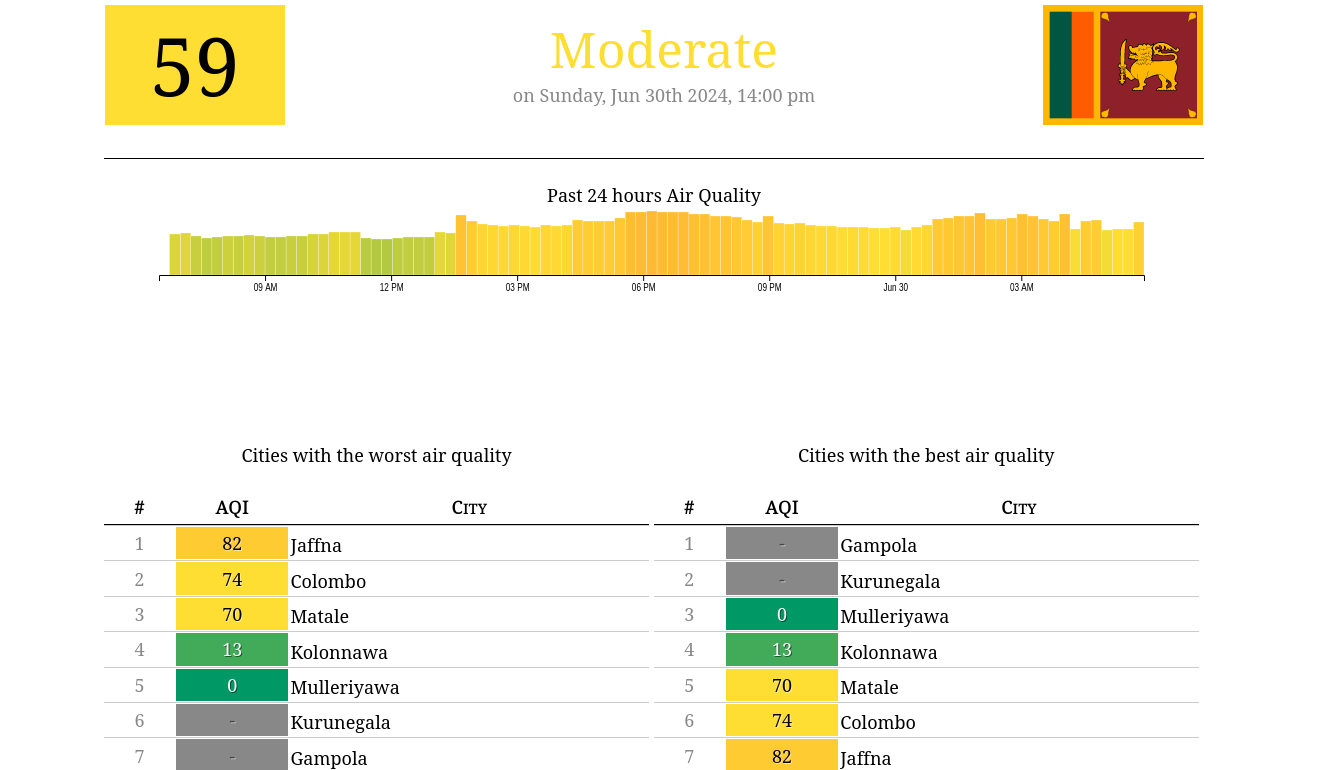 59
Moderate
on Sunday, Jun 30th 2024, 14:00 pm
Past 24 hours Air Quality
09 AM 12 PM 03 PM 06 PM 09 PM Jun 30 03 AM
Cities with the worst air quality
# AQI City
1 82 Jaffna
2 74 Colombo
3 70 Matale
4 13 Kolonnawa
5 0 Mulleriyawa
6 - Kurunegala
7 - Gampola
Cities with the best air quality
# AQI City
1 - Gampola
2 - Kurunegala
3 0 Mulleriyawa
4 13 Kolonnawa
5 70 Matale
6 74 Colombo
7 82 Jaffna